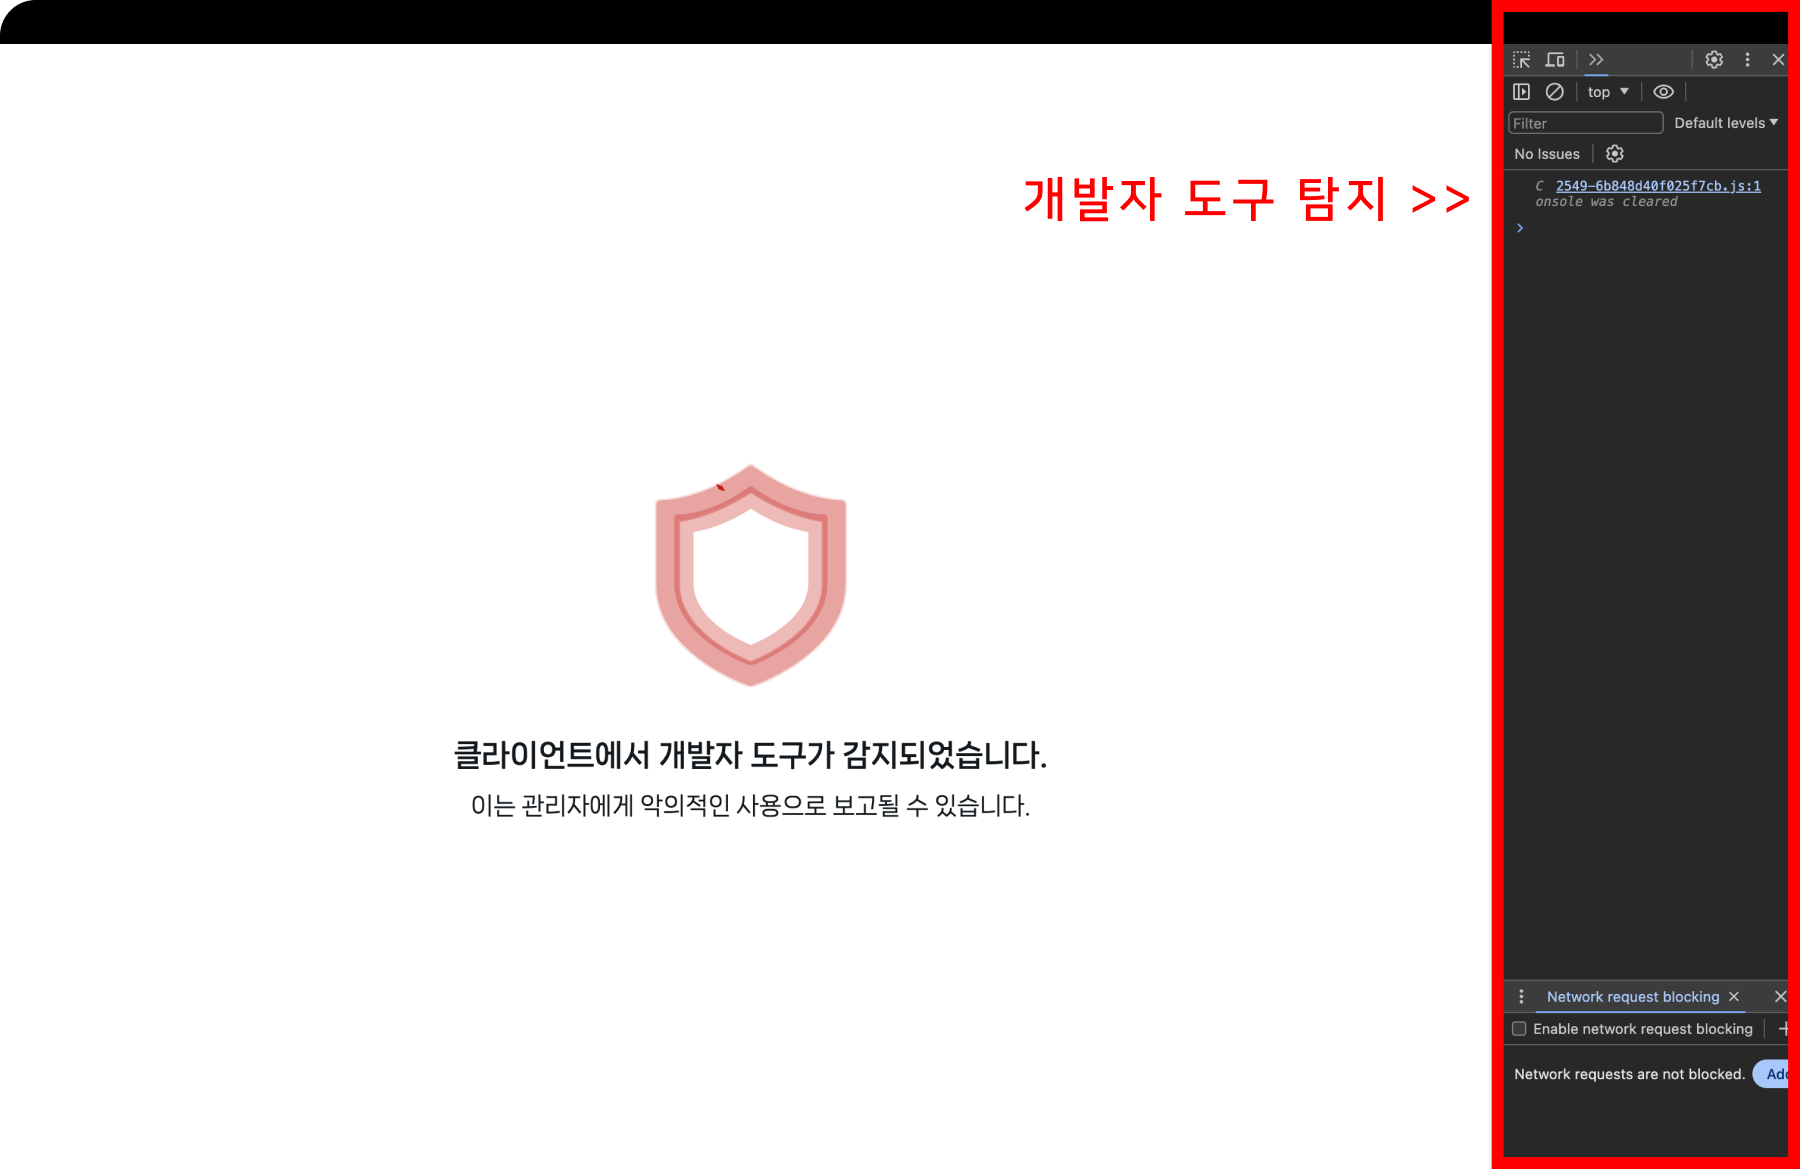 top
Filter
Default levels
No Issues
개발자 도구 탐지 >>
C 2549-6b848d40f025f7cb.js:1
onsole was cleared
클라이언트에서 개발자 도구가 감지되었습니다.
이는 관리자에게 악의적인 사용으로 보고될 수 있습니다.
Network request blocking
Enable network request blocking
Network requests are not blocked.